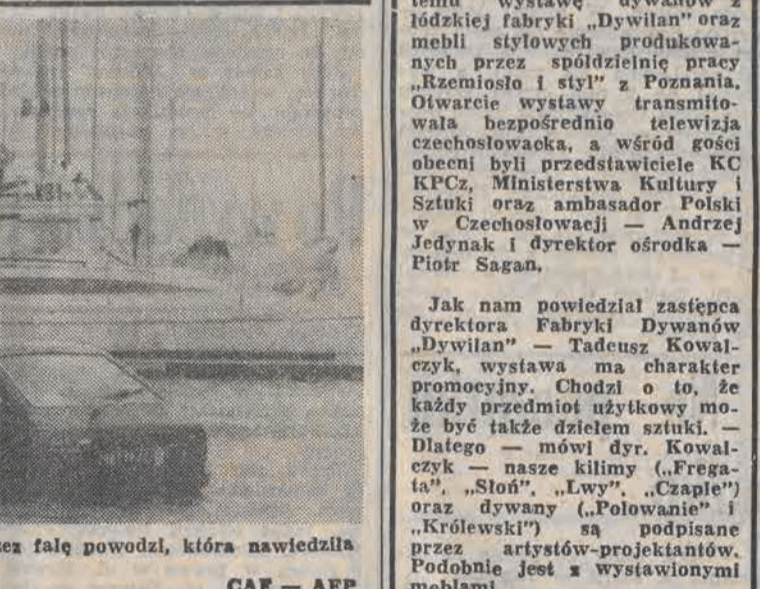 temu wystawę dywanów z
łódzkiej fabryki „Dywilan” oraz
mebli stylowych produkowa-
nych przez spółdzielnię pracy
„Rzemiosło i styl” z Poznania.
Otwarcie wystawy transmito-
wała bezpośrednio telewizja
czechosłowacka, a wśród gości
obecni byli przedstawiciele KC
KPCz, Ministerstwa Kultury i
Sztuki oraz ambasador Polski
w Czechosłowacji — Andrzej
Jedynak i dyrektor ośrodka —
Piotr Sagan.
Jak nam powiedział zastępca
dyrektora Fabryki Dywanów
„Dywilan” — Tadeusz Kowal-
czyk, wystawa ma charakter
promocyjny. Chodzi o to, że
każdy przedmiot użytkowy mo-
że być także dziełem sztuki. —
Dlatego — mówi dyr. Kowal-
czyk — nasze kilimy („Frega-
ta”, „Słoń”, „Lwy”, „Czaple”)
oraz dywany („Polowanie” i
„Królewski”) są podpisane
przez artystów-projektantów.
Podobnie jest z wystawionymi
meblami.
ez falę powodzi, która nawiedziła
CAF — AFP